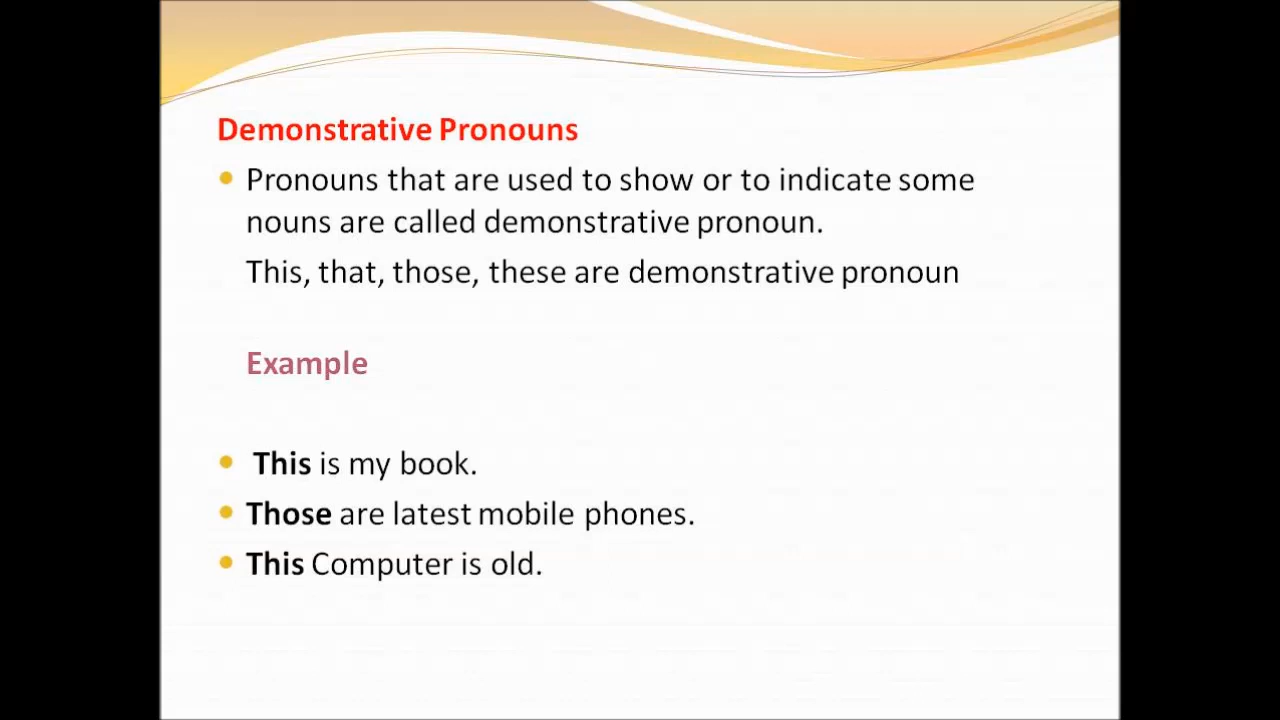 Demonstrative Pronouns
Pronouns that are used to show or to indicate some
nouns are called demonstrative pronoun.
This, that, those, these are demonstrative pronoun
Example
This is my book.
Those are latest mobile phones.
This Computer is old.